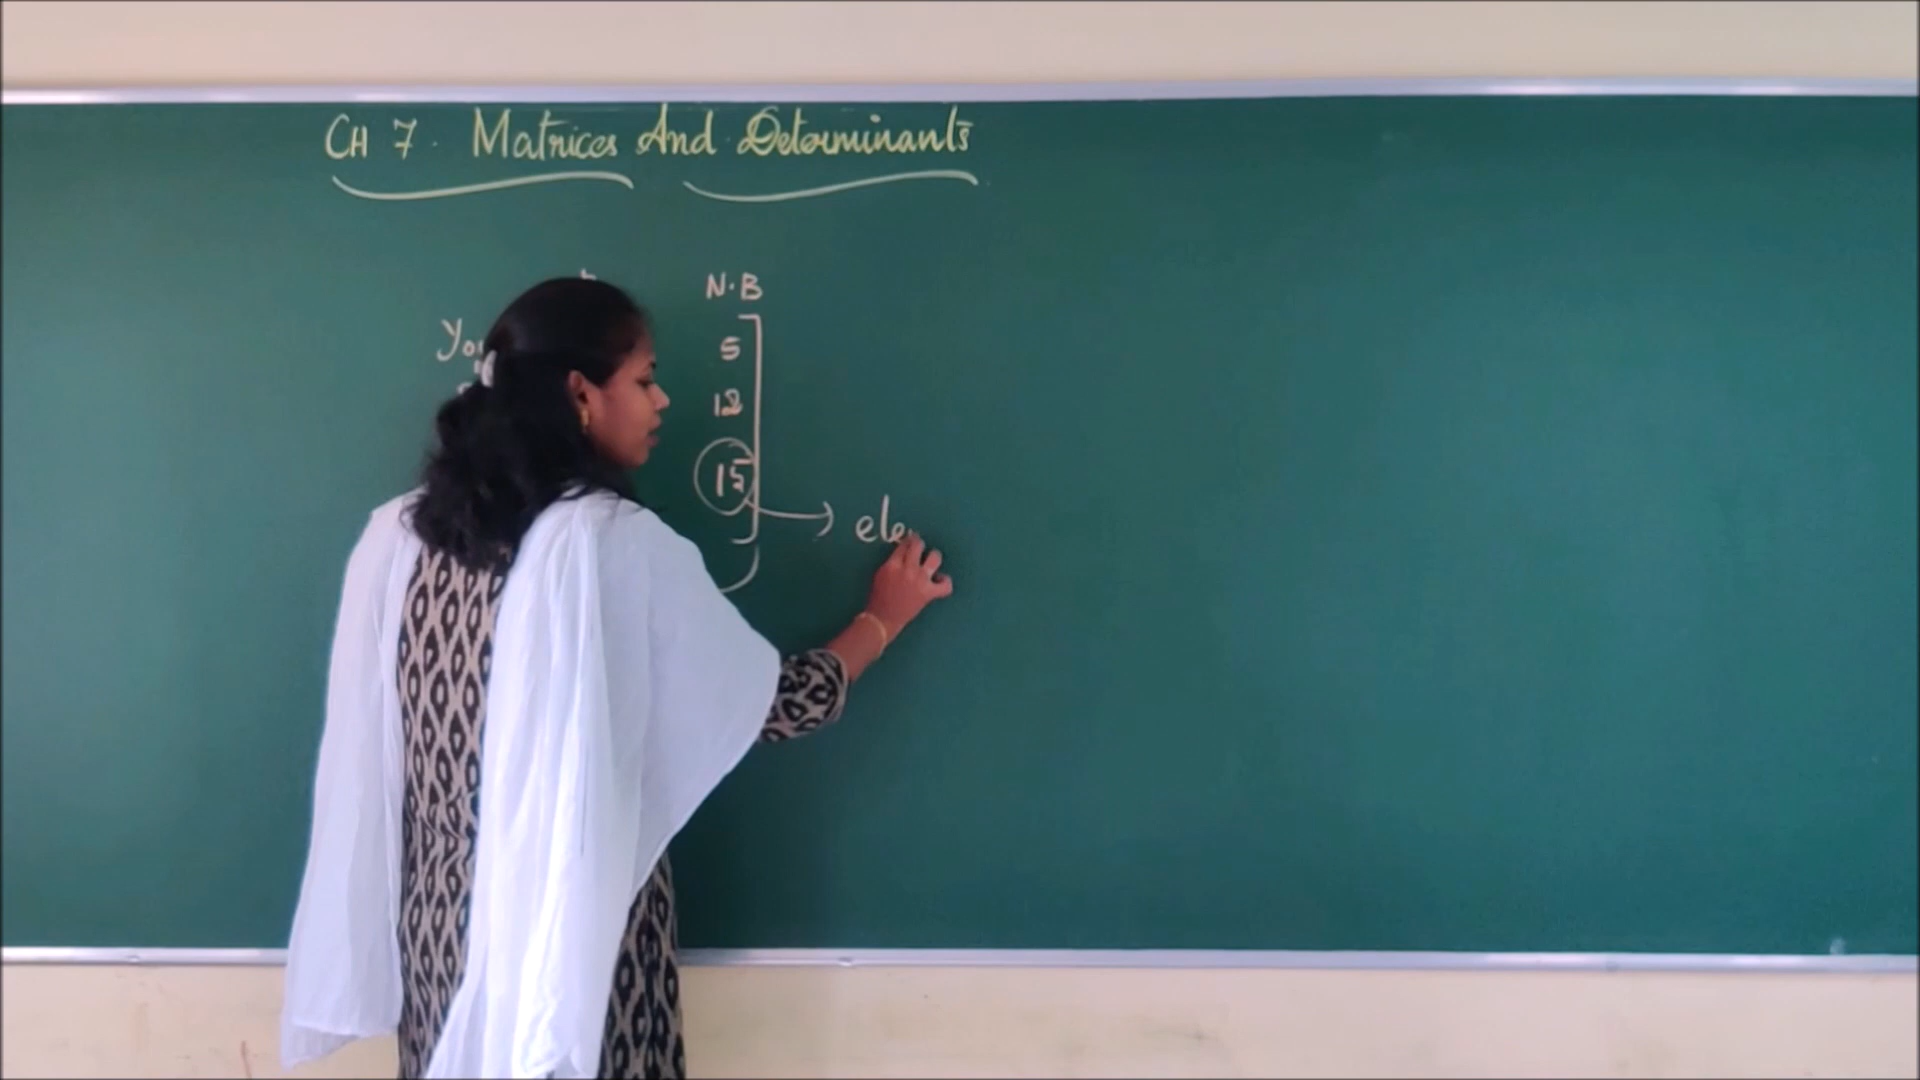 CH 7. Matrices And Determinants
N.B
5
12
15 → ele